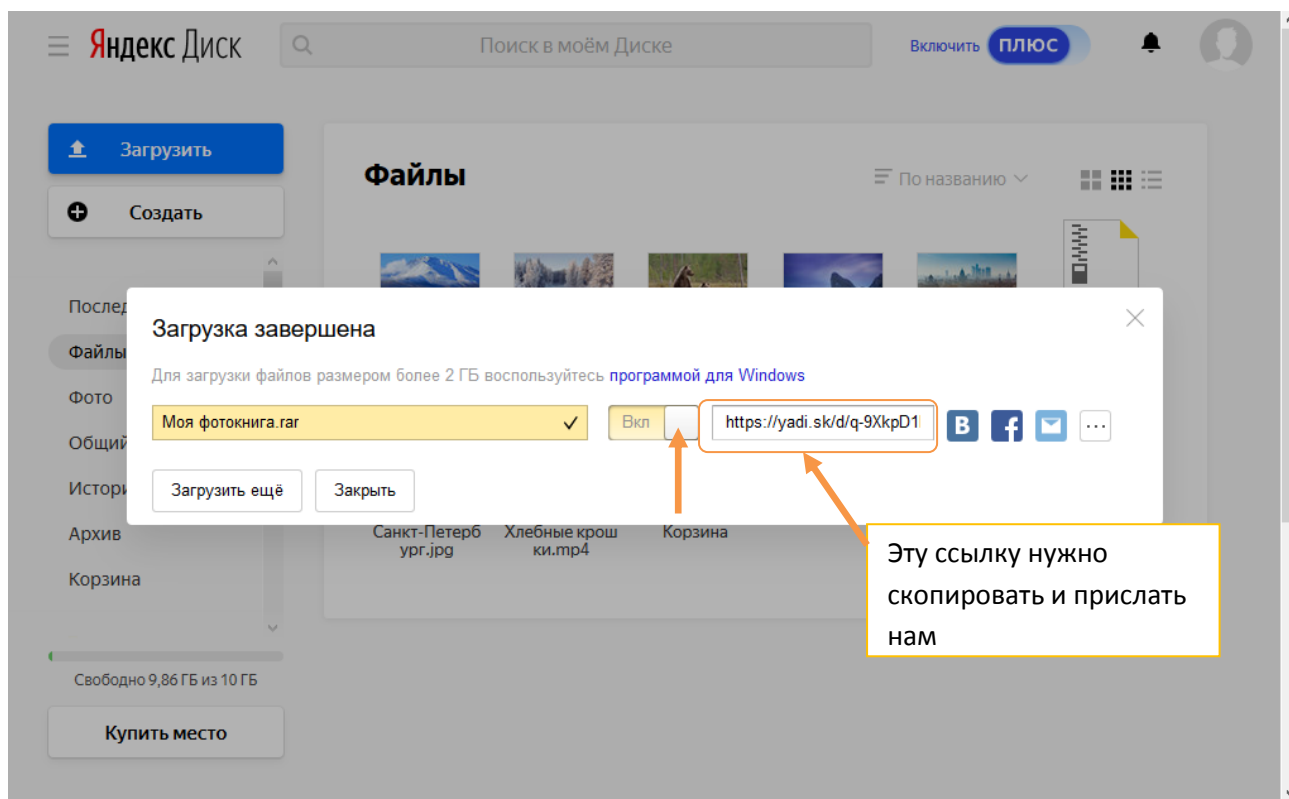 Яндекс Диск
Поиск в моём Диске
Включить ПЛЮС
Загрузить
Создать
Файлы
По названию
Послед
Файлы
Фото
Общий
Истори
Архив
Корзина
Загрузка завершена
Для загрузки файлов размером более 2 ГБ воспользуйтесь программой для Windows
Моя фотокнига.rar
Вкл
https://yadi.sk/d/q-9XkpD1
B f ...
Загрузить ещё
Закрыть
Санкт-Петерб
ург.jpg
Хлебные крош
ки.mp4
Корзина
Эту ссылку нужно
скопировать и прислать
нам
Свободно 9,86 ГБ из 10 ГБ
Купить место